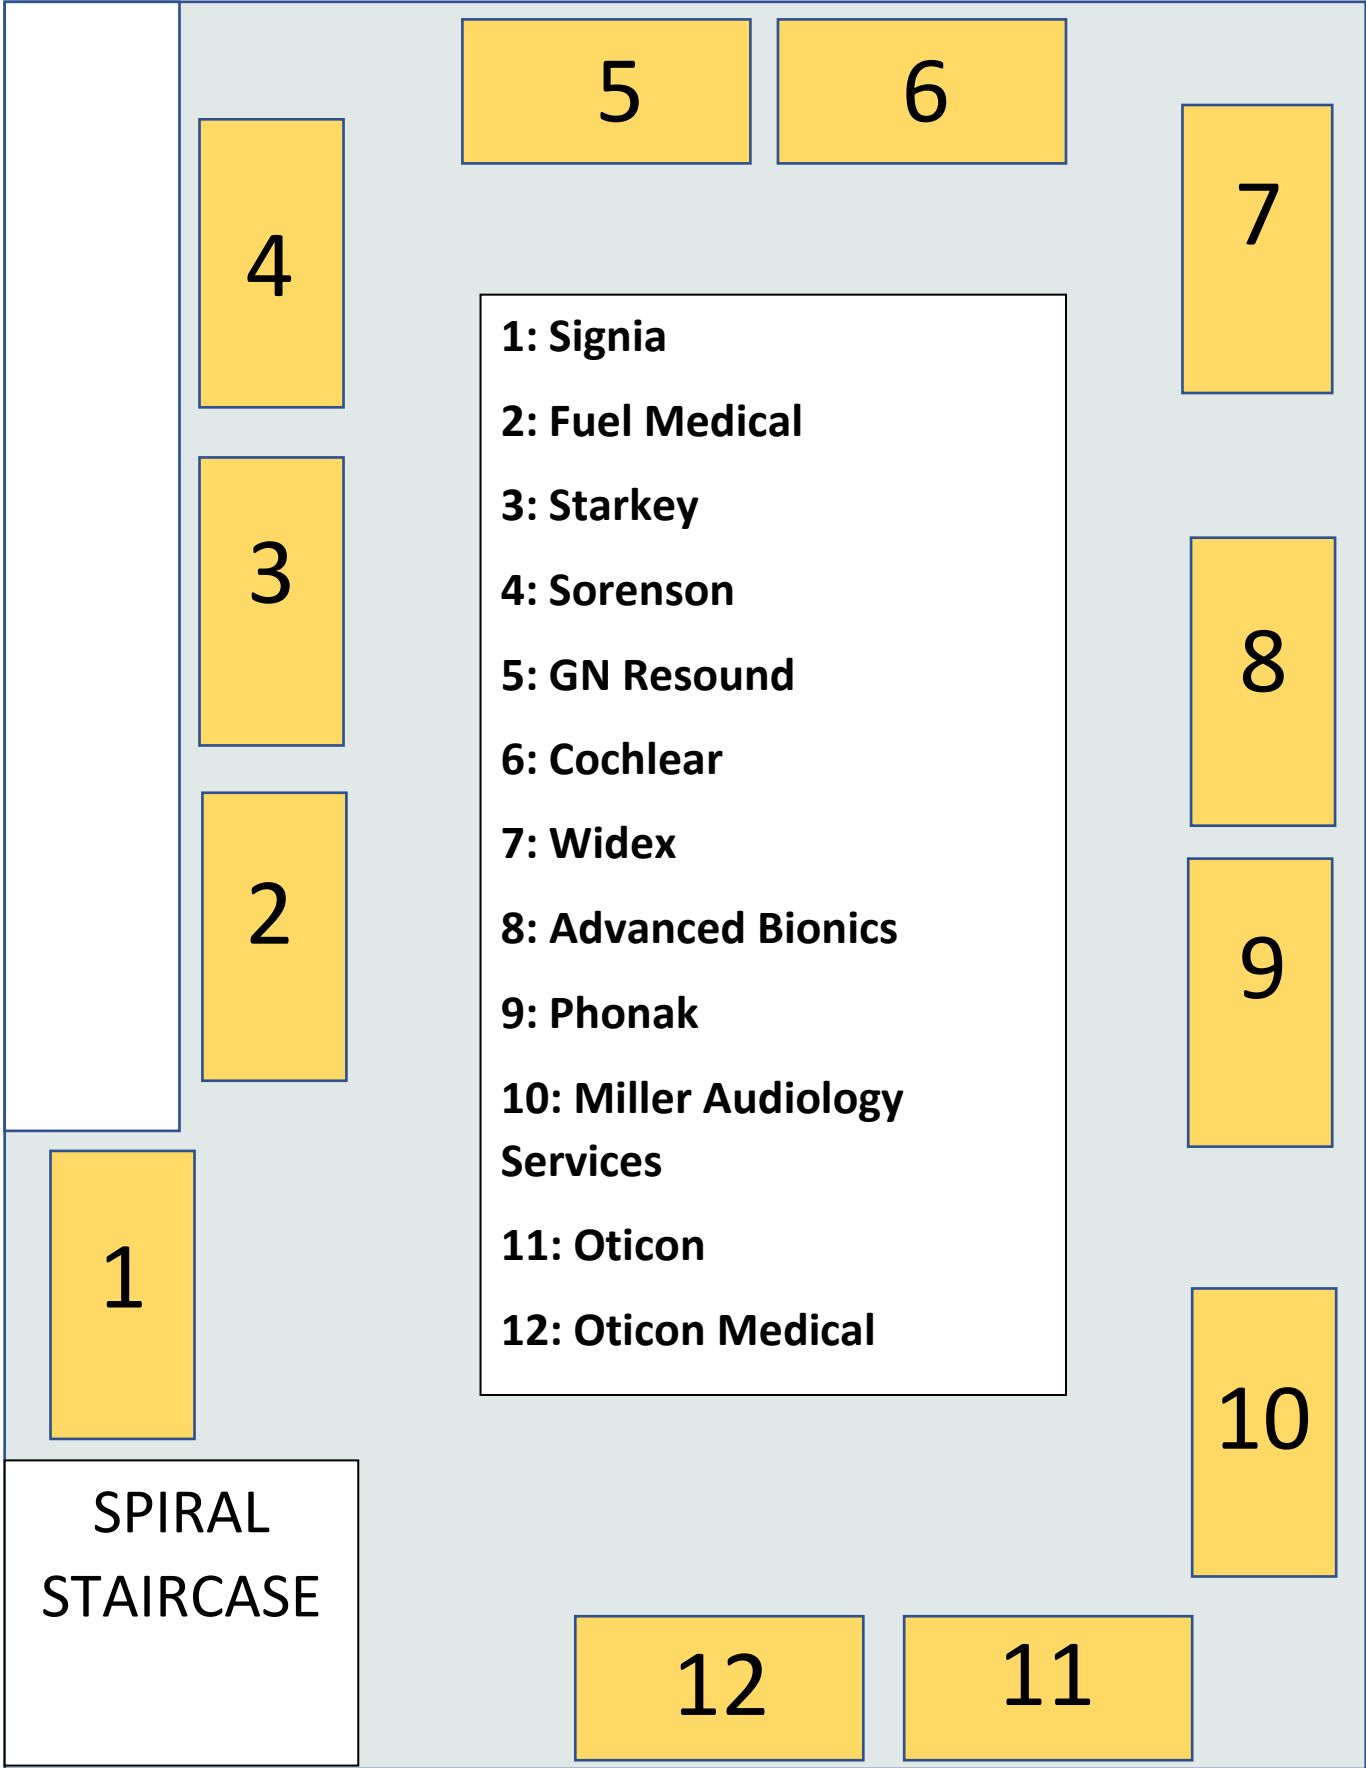 5
6
7
4
1: Signia
2: Fuel Medical
3: Starkey
4: Sorenson
5: GN Resound
6: Cochlear
7: Widex
8: Advanced Bionics
9: Phonak
10: Miller Audiology
Services
11: Oticon
12: Oticon Medical
3
8
2
9
1
10
SPIRAL
STAIRCASE
12
11